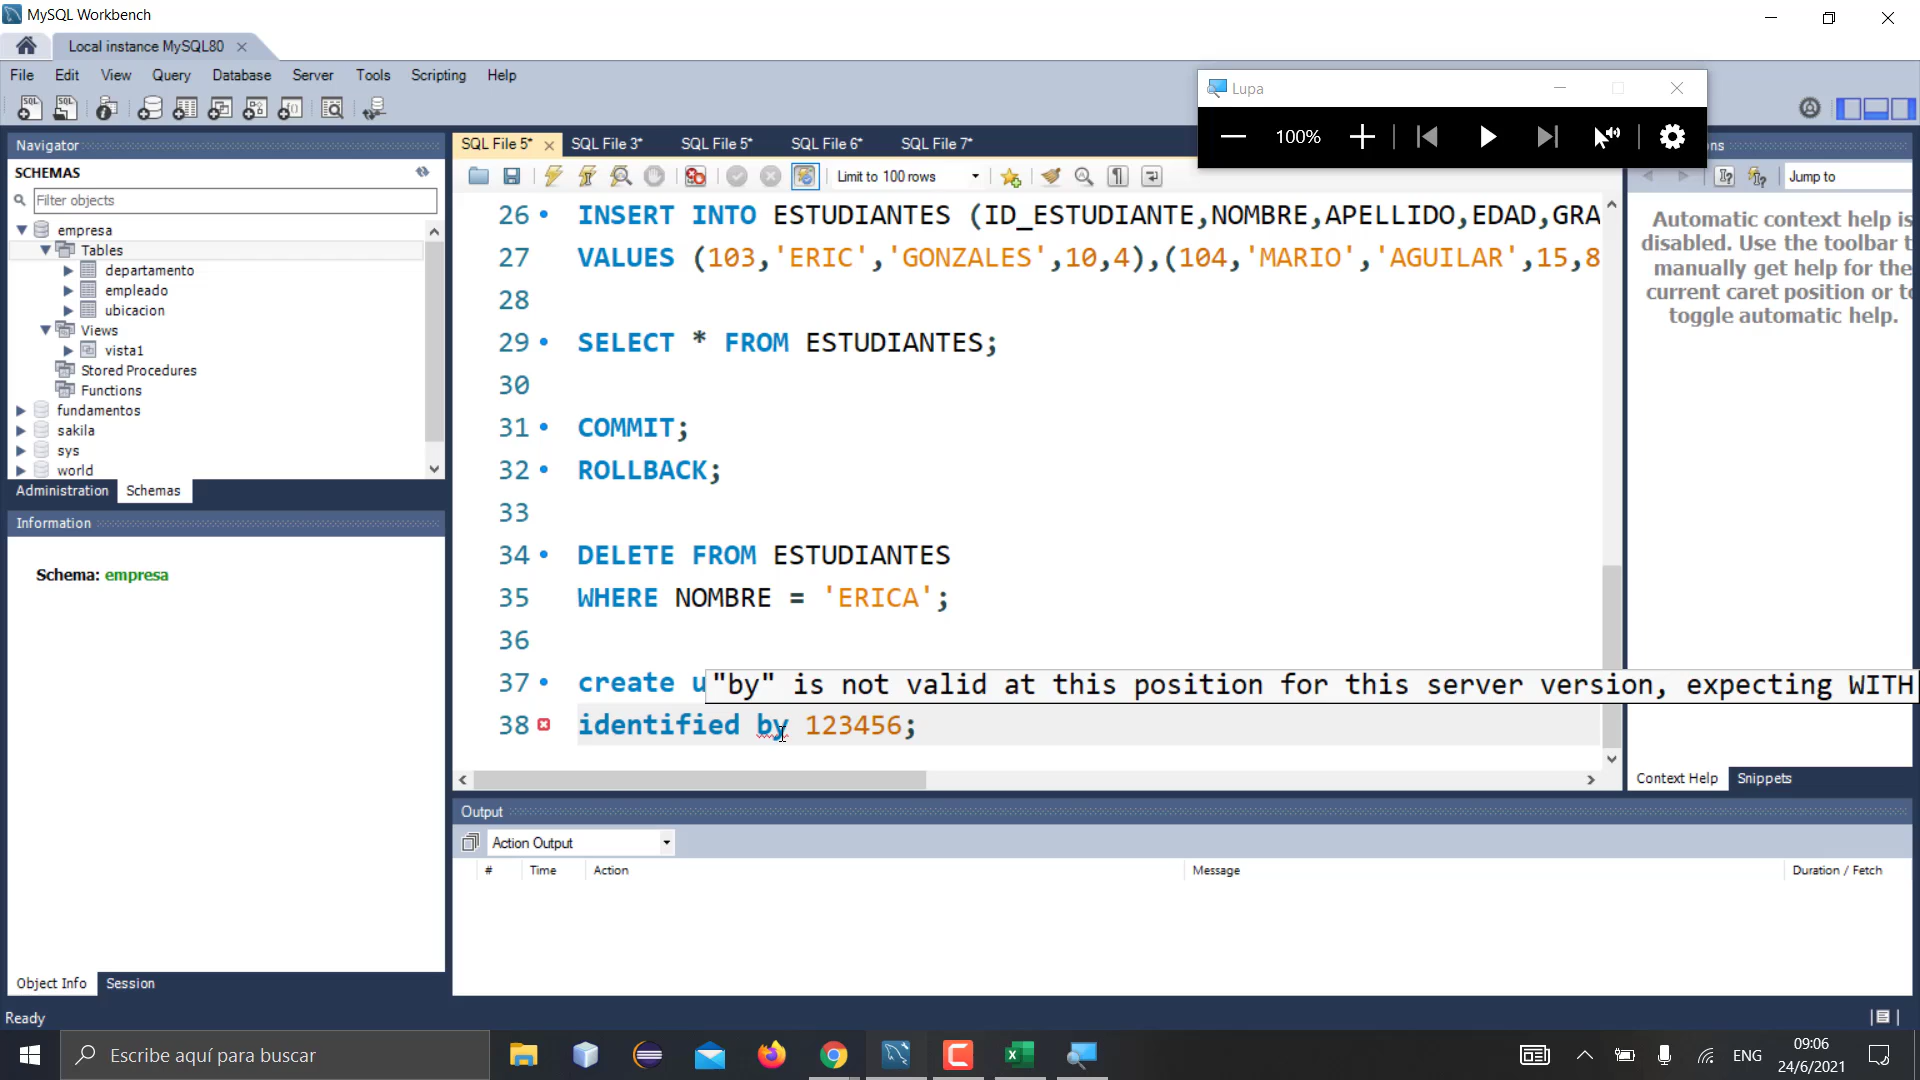 MySQL Workbench
Local instance MySQL80
File Edit View Query Database Server Tools Scripting Help
Lupa
100%
Navigator
SCHEMAS
Filter objects
empresa
Tables
departamento
empleado
ubicacion
Views
vista1
Stored Procedures
Functions
fundamentos
sakila
sys
world
Administration Schemas
Information
Schema: empresa
Object Info Session
SQL File 5* SQL File 3* SQL File 5* SQL File 6* SQL File 7*
Limit to 100 rows
26 INSERT INTO ESTUDIANTES (ID_ESTUDIANTE,NOMBRE,APELLIDO,EDAD,GRA
27 VALUES (103,'ERIC','GONZALES',10,4),(104,'MARIO','AGUILAR',15,8
28
29 SELECT * FROM ESTUDIANTES;
30
31 COMMIT;
32 ROLLBACK;
33
34 DELETE FROM ESTUDIANTES
35 WHERE NOMBRE = 'ERICA';
36
37 create u
"by" is not valid at this position for this server version, expecting WITH
38 identified by 123456;
ons
Jump to
Automatic context help is
disabled. Use the toolbar t
manually get help for the
current caret position or to
toggle automatic help.
Context Help Snippets
Output
Action Output
# Time Action Message Duration / Fetch
Ready
Escribe aquí para buscar
ENG
09:06
24/6/2021